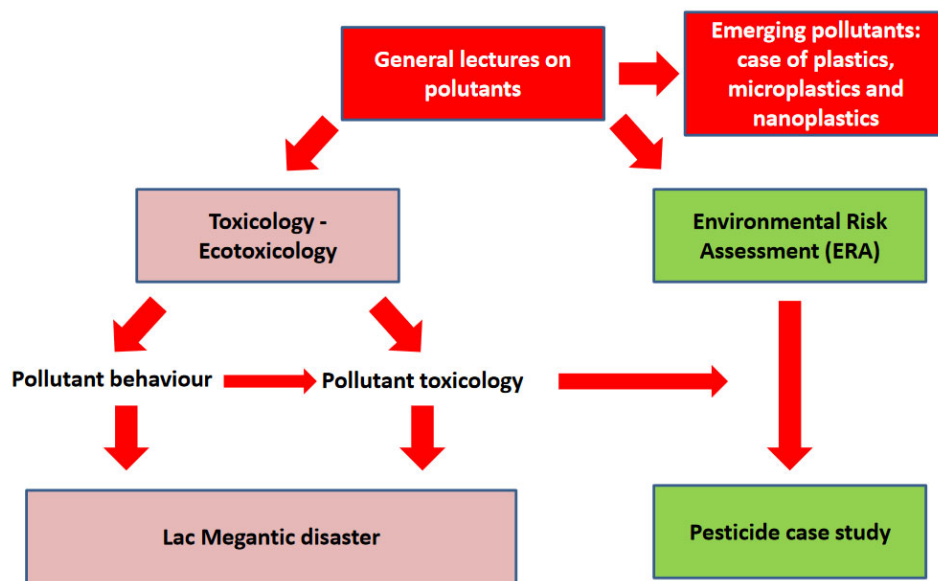 General lectures on
polutants
Emerging pollutants:
case of plastics,
microplastics and
nanoplastics
Toxicology -
Ecotoxicology
Environmental Risk
Assessment (ERA)
Pollutant behaviour
Pollutant toxicology
Lac Megantic disaster
Pesticide case study